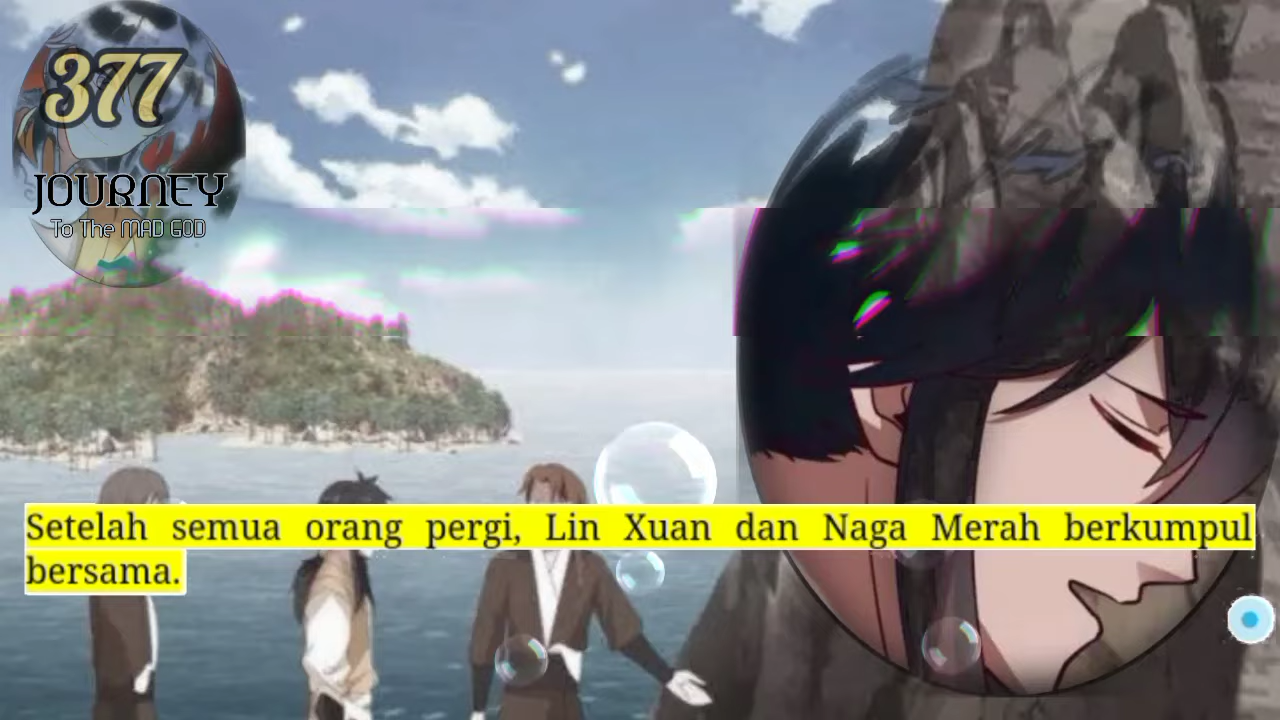 377
JOURNEY
To The MAD GOD
Setelah semua orang pergi, Lin Xuan dan Naga Merah berkumpul
bersama.